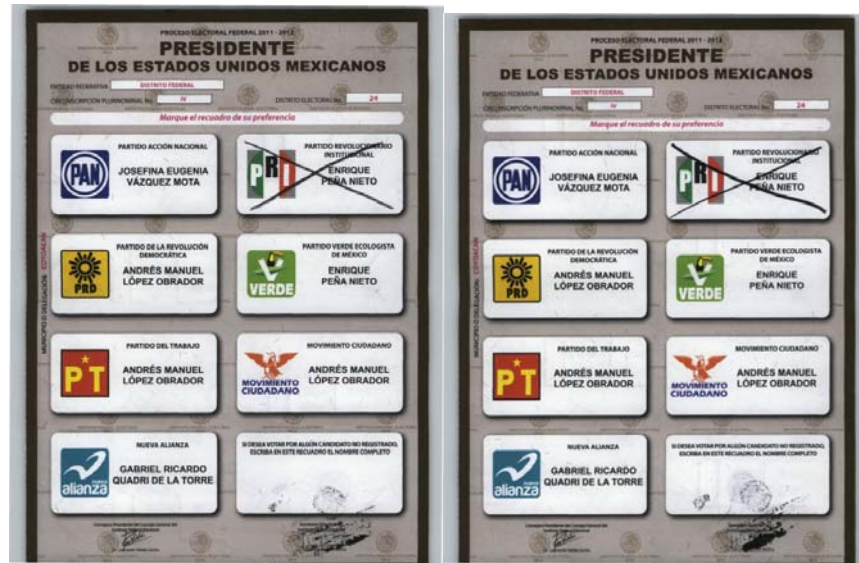 PROCESO ELECTORAL FEDERAL 2011 - 2012
PRESIDENTE
DE LOS ESTADOS UNIDOS MEXICANOS
ENTIDAD FEDERATIVA DISTRITO FEDERAL
CIRCUNSCRIPCIÓN PLURINOMINAL No. IV DISTRITO ELECTORAL No. 24
Marque el recuadro de su preferencia
MUNICIPIO O DELEGACIÓN: COYOACAN
PAN
PARTIDO ACCIÓN NACIONAL
JOSEFINA EUGENIA
VÁZQUEZ MOTA
PRI
PARTIDO REVOLUCIONARIO
INSTITUCIONAL
ENRIQUE
PEÑA NIETO
PRD
PARTIDO DE LA REVOLUCIÓN
DEMOCRÁTICA
ANDRÉS MANUEL
LÓPEZ OBRADOR
VERDE
PARTIDO VERDE ECOLOGISTA
DE MÉXICO
ENRIQUE
PEÑA NIETO
PT
PARTIDO DEL TRABAJO
ANDRÉS MANUEL
LÓPEZ OBRADOR
MOVIMIENTO
CIUDADANO
MOVIMIENTO CIUDADANO
ANDRÉS MANUEL
LÓPEZ OBRADOR
nueva
alianza
NUEVA ALIANZA
GABRIEL RICARDO
QUADRI DE LA TORRE
SI DESEA VOTAR POR ALGÚN CANDIDATO NO REGISTRADO,
ESCRIBA EN ESTE RECUADRO EL NOMBRE COMPLETO
PROCESO ELECTORAL FEDERAL 2011 - 2012
PRESIDENTE
DE LOS ESTADOS UNIDOS MEXICANOS
ENTIDAD FEDERATIVA DISTRITO FEDERAL
CIRCUNSCRIPCIÓN PLURINOMINAL No. IV DISTRITO ELECTORAL No. 24
Marque el recuadro de su preferencia
MUNICIPIO O DELEGACIÓN: COYOACAN
PAN
PARTIDO ACCIÓN NACIONAL
JOSEFINA EUGENIA
VÁZQUEZ MOTA
PRI
PARTIDO REVOLUCIONARIO
INSTITUCIONAL
ENRIQUE
PEÑA NIETO
PRD
PARTIDO DE LA REVOLUCIÓN
DEMOCRÁTICA
ANDRÉS MANUEL
LÓPEZ OBRADOR
VERDE
PARTIDO VERDE ECOLOGISTA
DE MÉXICO
ENRIQUE
PEÑA NIETO
PT
PARTIDO DEL TRABAJO
ANDRÉS MANUEL
LÓPEZ OBRADOR
MOVIMIENTO
CIUDADANO
MOVIMIENTO CIUDADANO
ANDRÉS MANUEL
LÓPEZ OBRADOR
nueva
alianza
NUEVA ALIANZA
GABRIEL RICARDO
QUADRI DE LA TORRE
SI DESEA VOTAR POR ALGÚN CANDIDATO NO REGISTRADO,
ESCRIBA EN ESTE RECUADRO EL NOMBRE COMPLETO